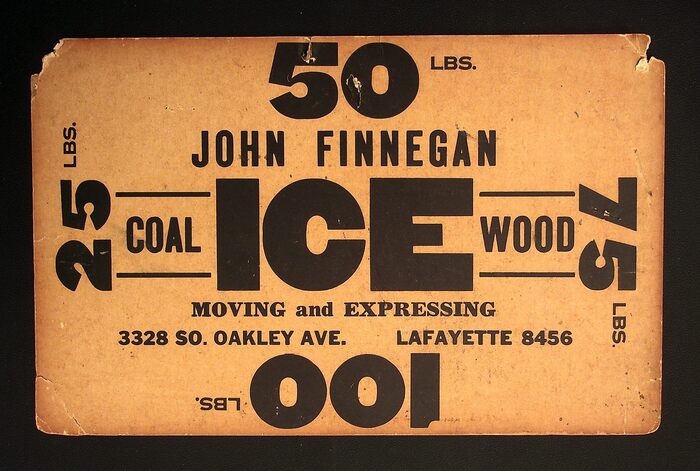 50 LBS.
JOHN FINNEGAN
25 LBS.
COAL ICE WOOD
75 LBS.
MOVING and EXPRESSING
3328 SO. OAKLEY AVE. LAFAYETTE 8456
100 LBS.